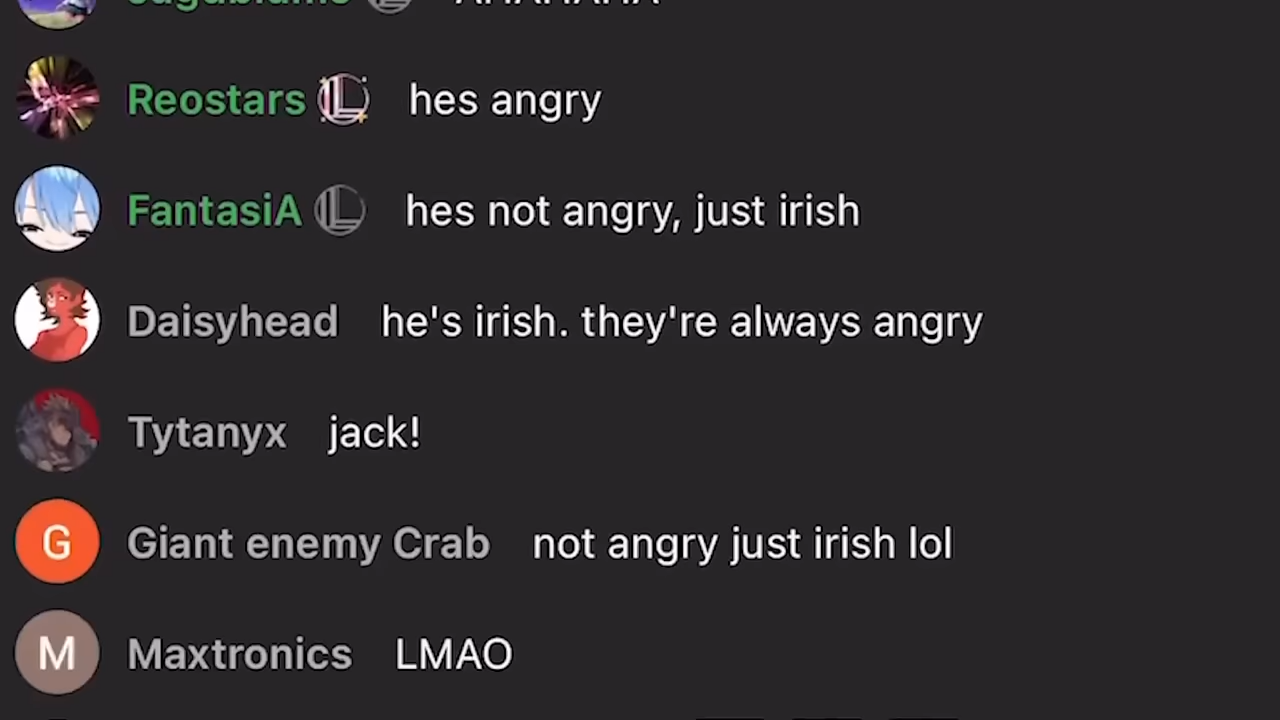 Reostars hes angry
FantasiA hes not angry, just irish
Daisyhead he's irish. they're always angry
Tytanyx jack!
G Giant enemy Crab not angry just irish lol
M Maxtronics LMAO